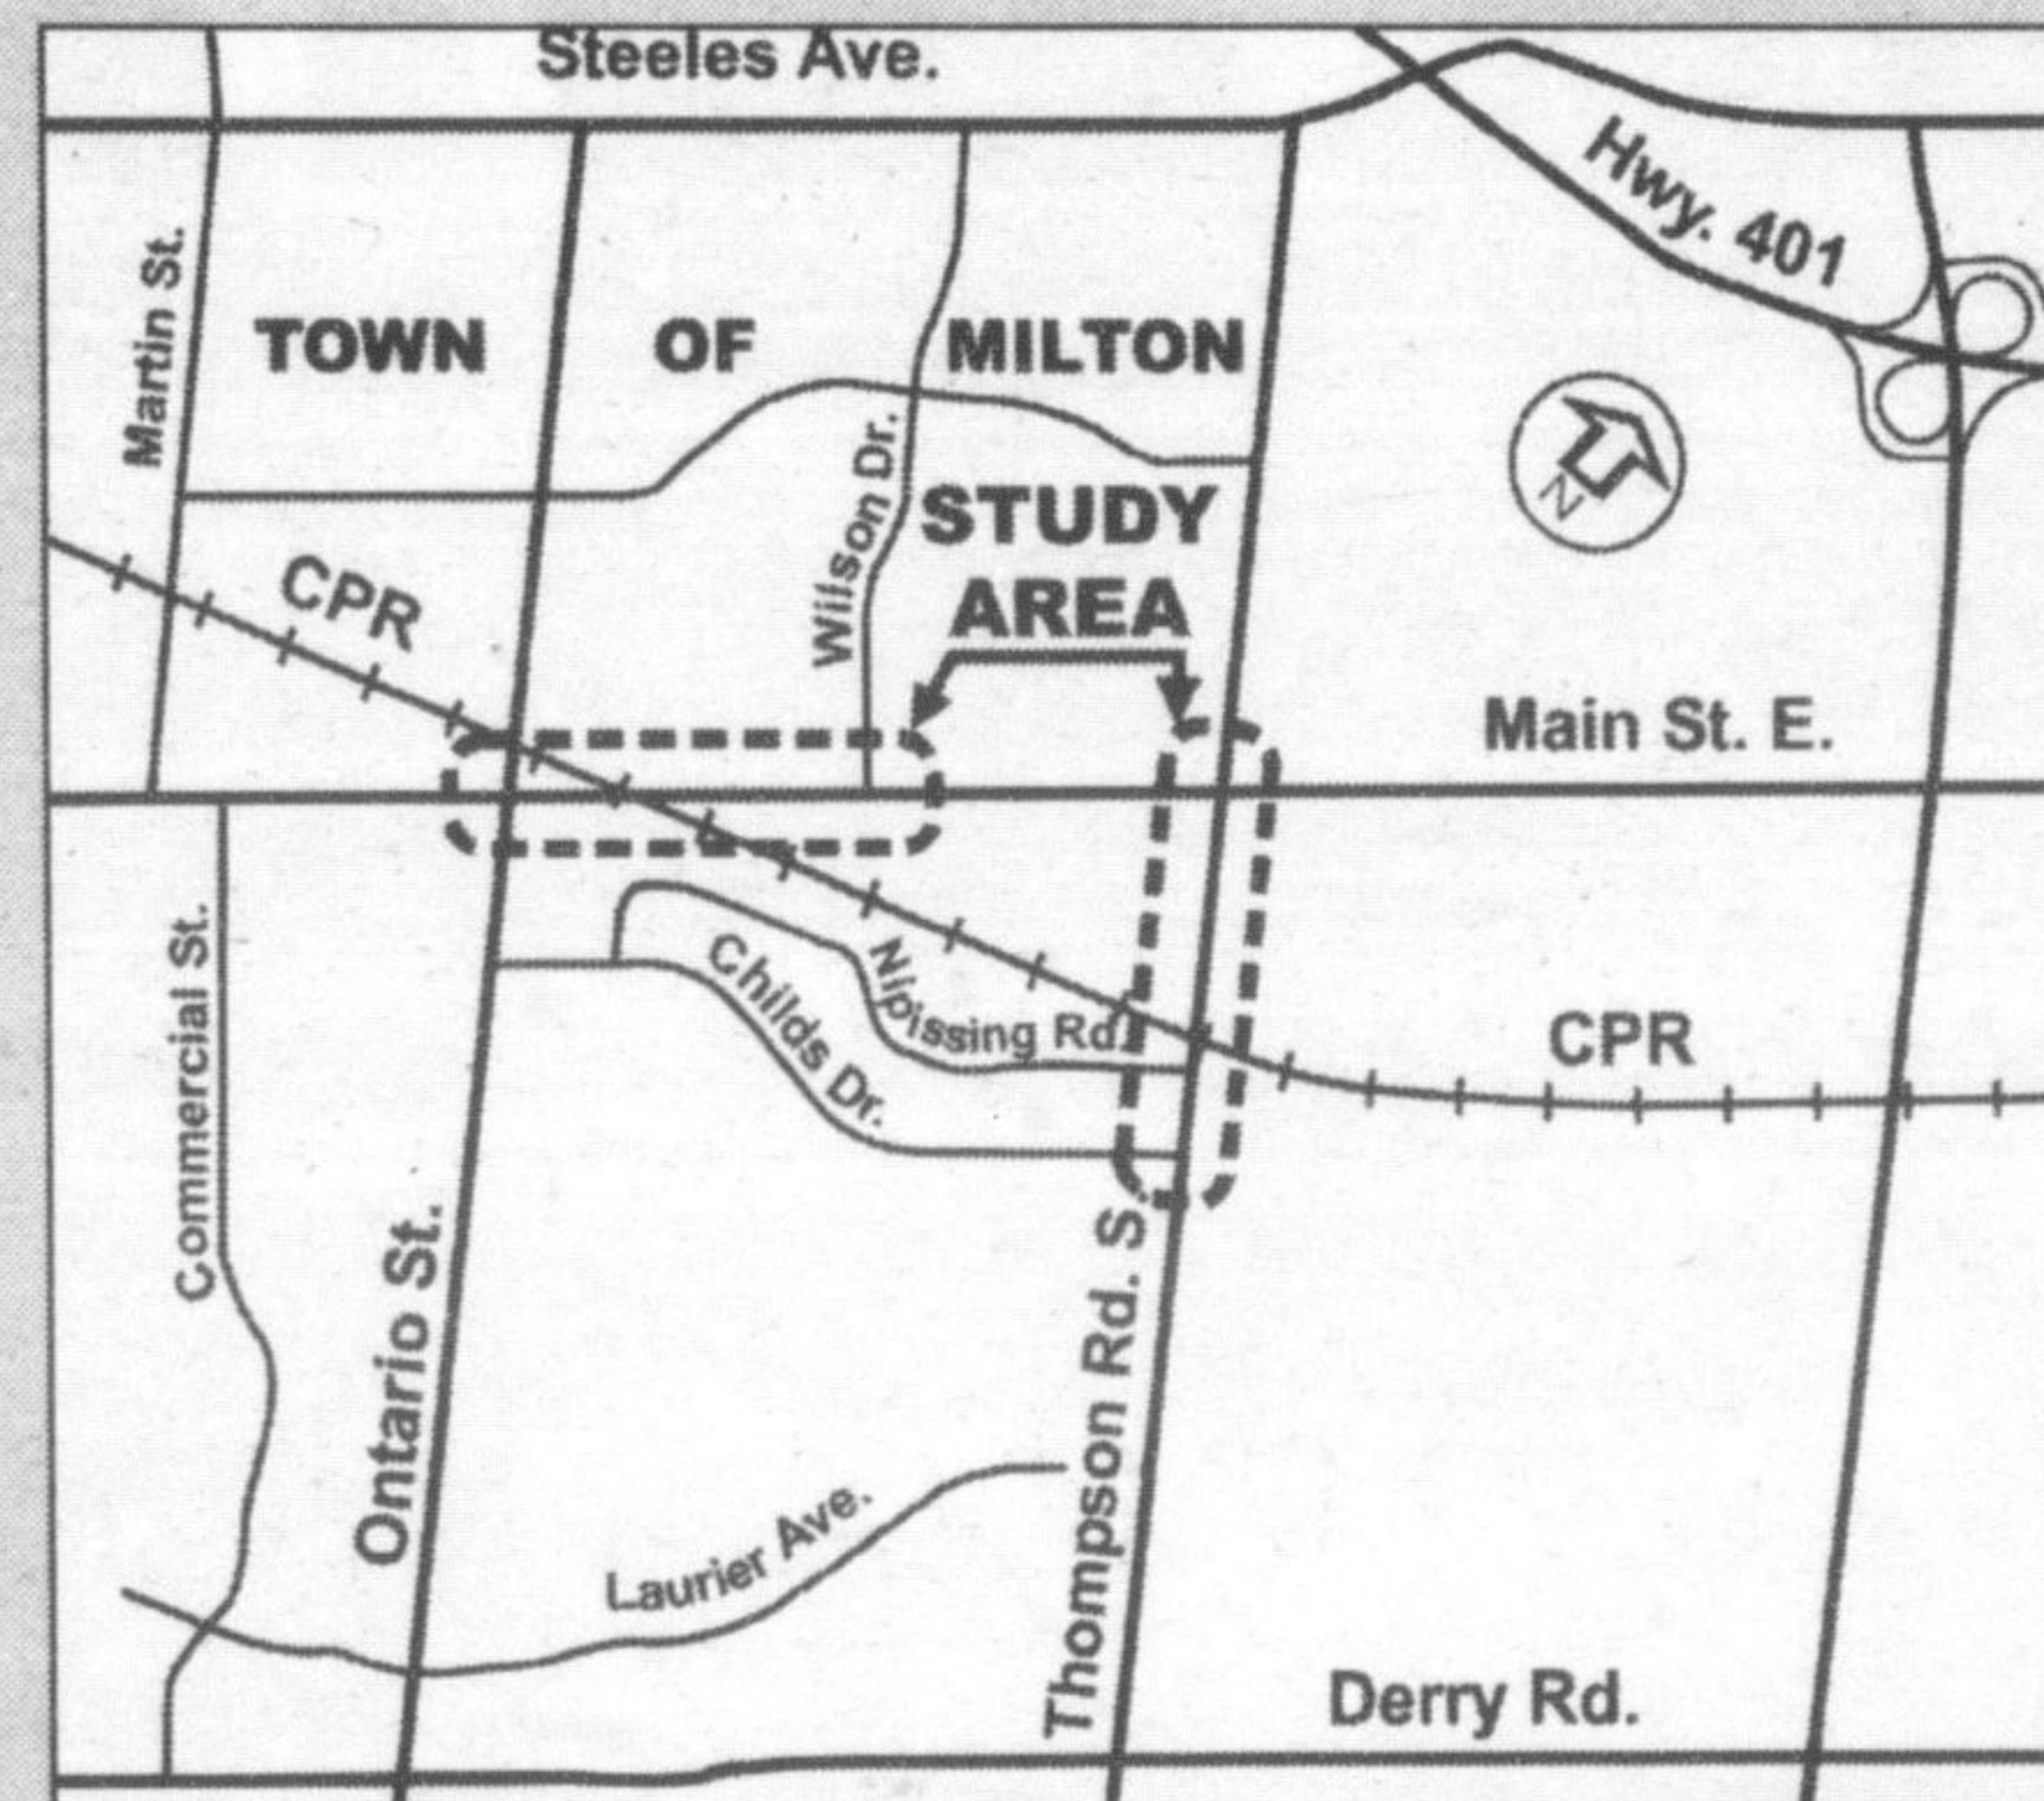 Steeles Ave.
Hwy. 401
Martin St.
TOWN OF MILTON
Wilson Dr.
STUDY
AREA
N
CPR
Main St. E.
Commercial St.
Nipissing Rd.
Childs Dr.
CPR
Ontario St.
Thompson Rd. S.
Laurier Ave.
Derry Rd.